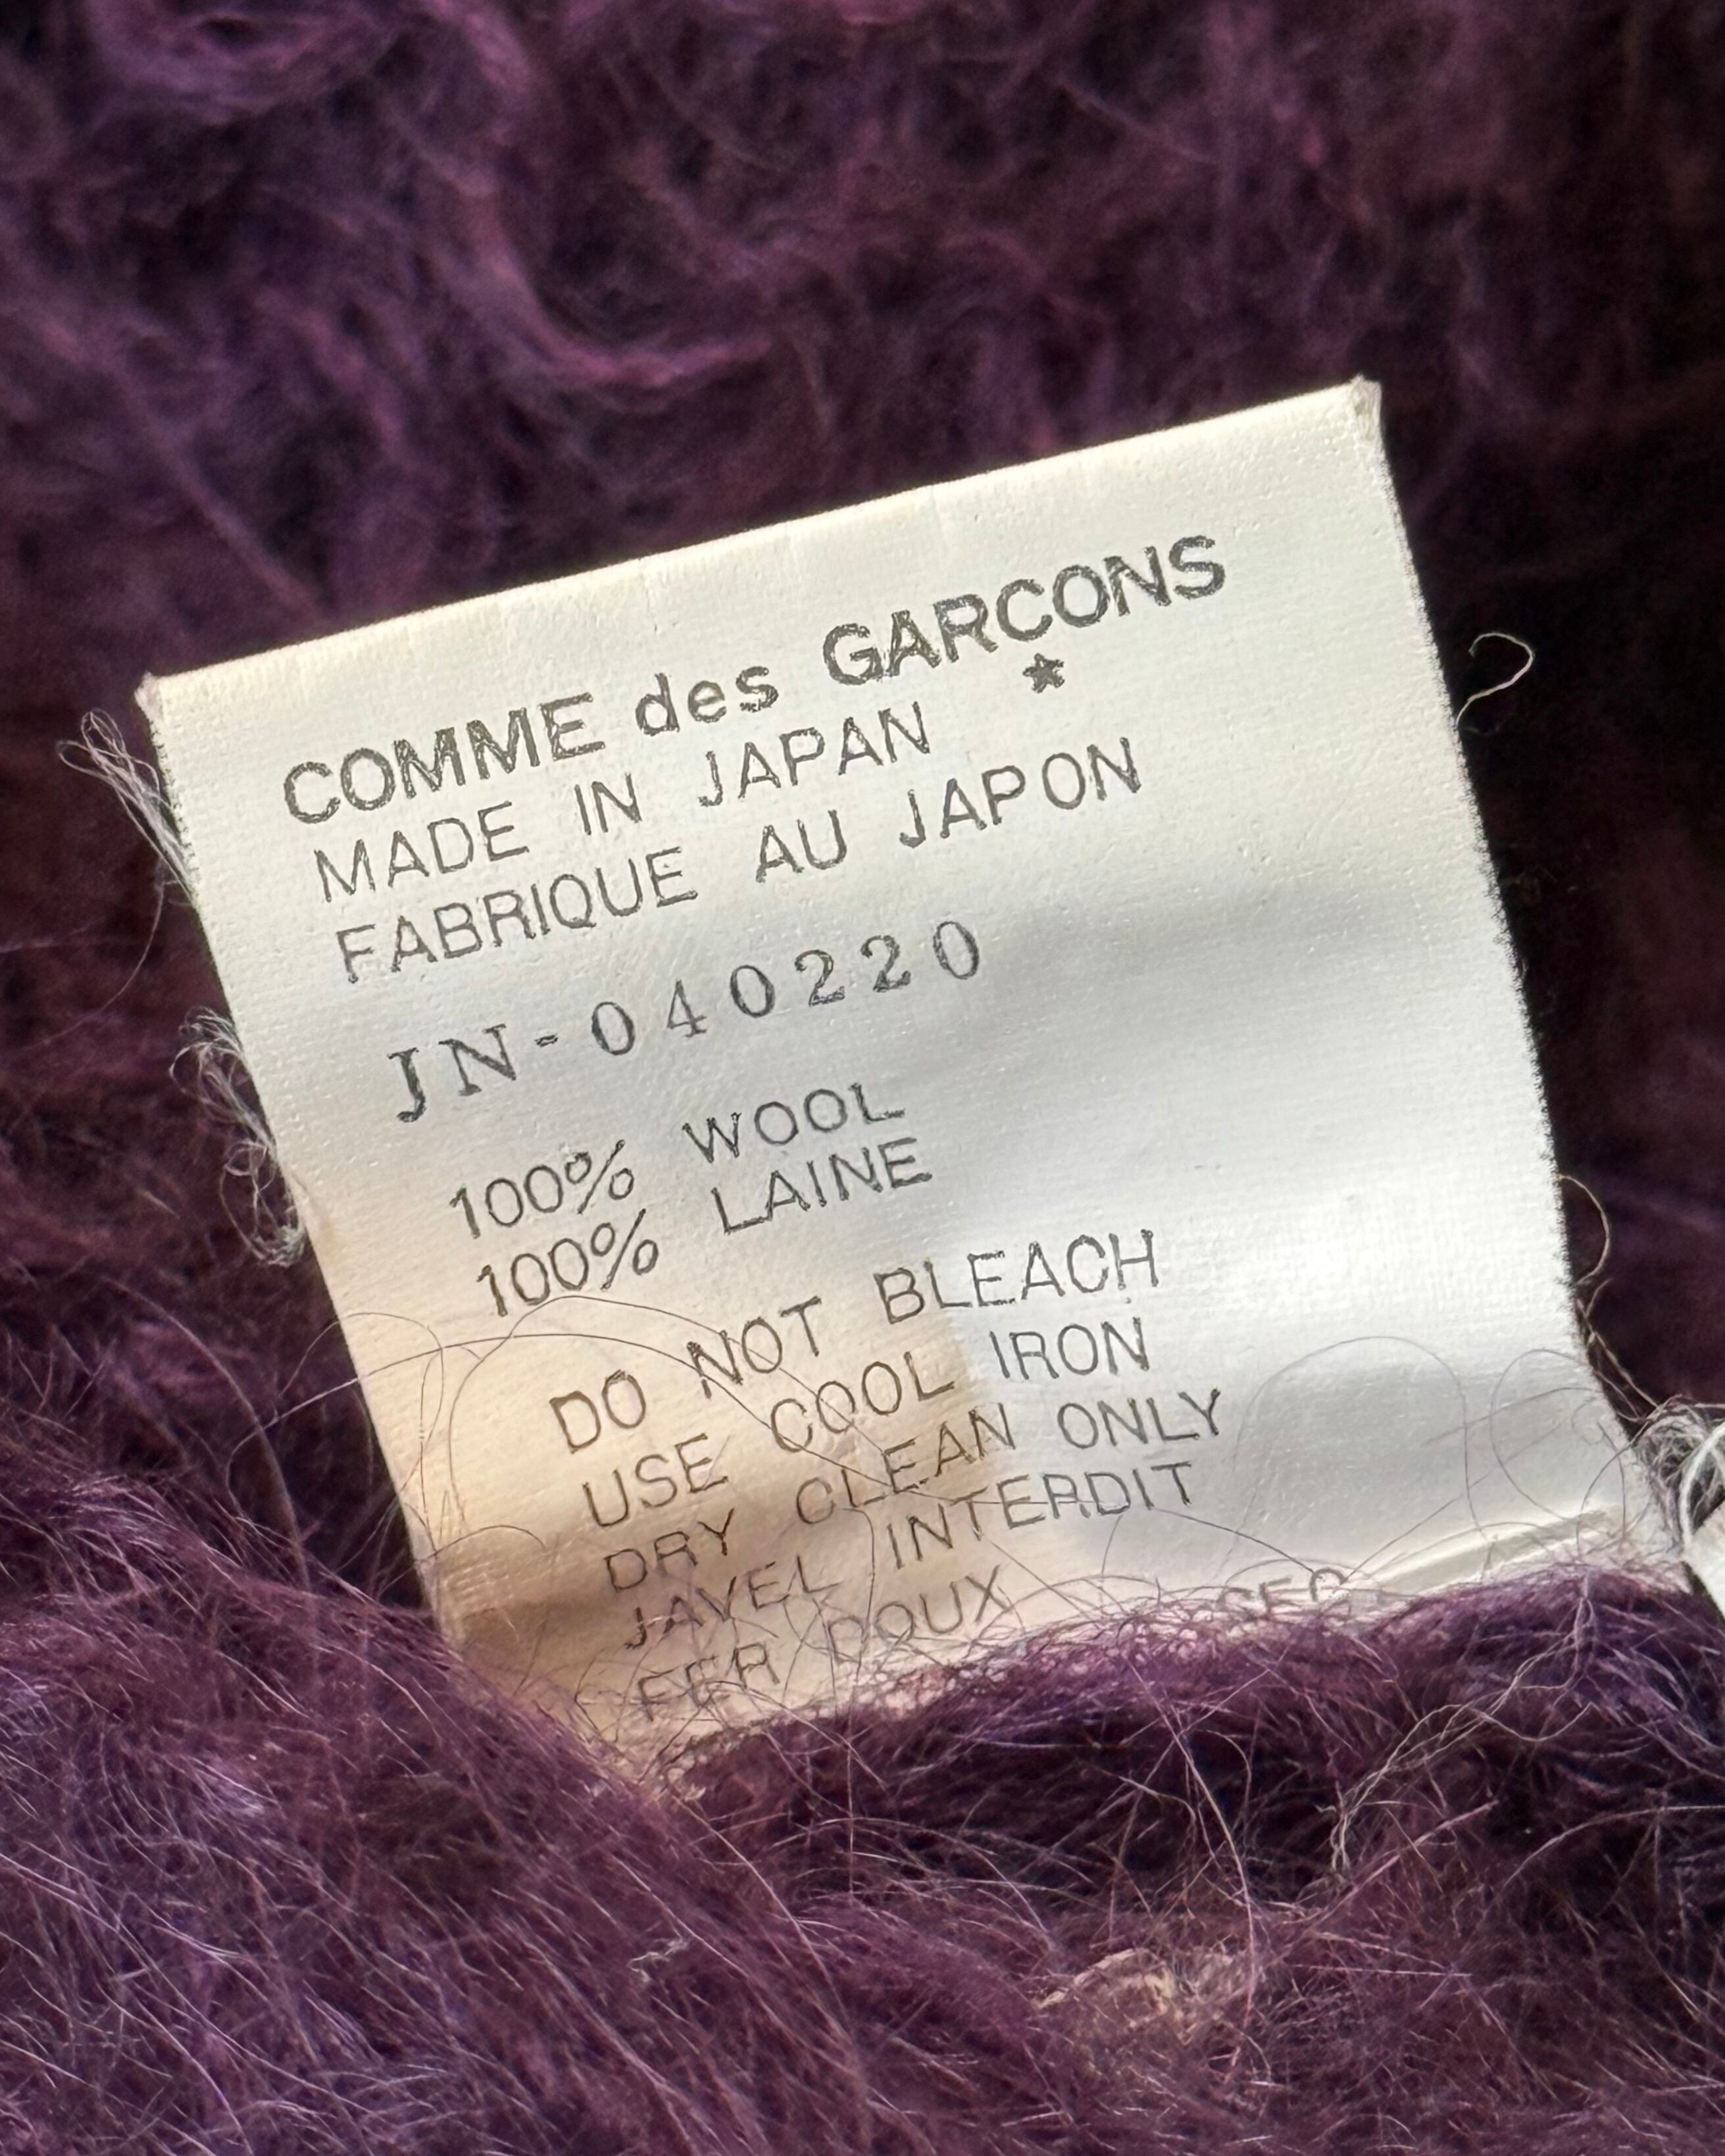 COMME des GARCONS
★
MADE IN JAPAN
FABRIQUE AU JAPON
JN-040220
100% WOOL
100% LAINE
DO NOT BLEACH
USE COOL IRON
DRY CLEAN ONLY
JAVEL INTERDIT
FER DOUX